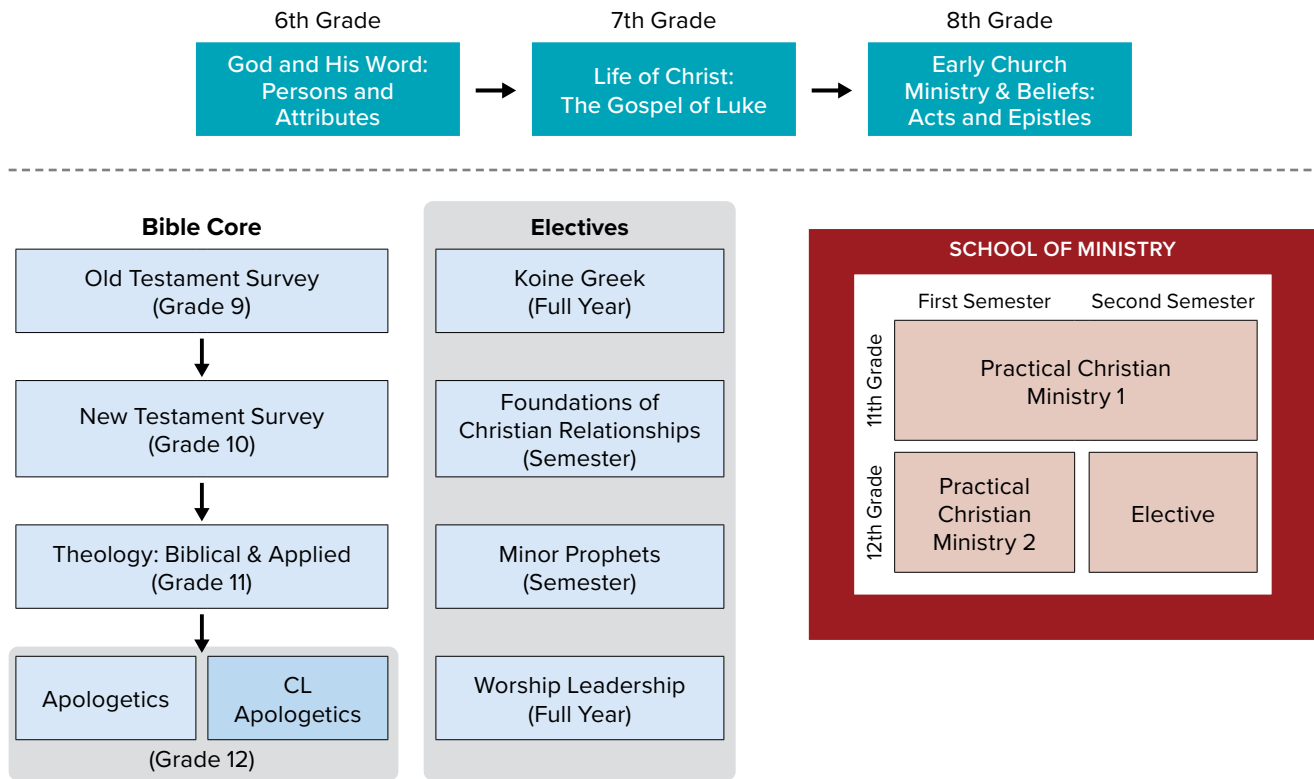 6th Grade
7th Grade
8th Grade
God and His Word:
Persons and
Attributes
Life of Christ:
The Gospel of Luke
Early Church
Ministry & Beliefs:
Acts and Epistles
Bible Core
Old Testament Survey
(Grade 9)
New Testament Survey
(Grade 10)
Theology: Biblical & Applied
(Grade 11)
Apologetics
CL
Apologetics
(Grade 12)
Electives
Koine Greek
(Full Year)
Foundations of
Christian Relationships
(Semester)
Minor Prophets
(Semester)
Worship Leadership
(Full Year)
SCHOOL OF MINISTRY
First Semester
Second Semester
11th Grade
Practical Christian
Ministry 1
12th Grade
Practical
Christian
Ministry 2
Elective